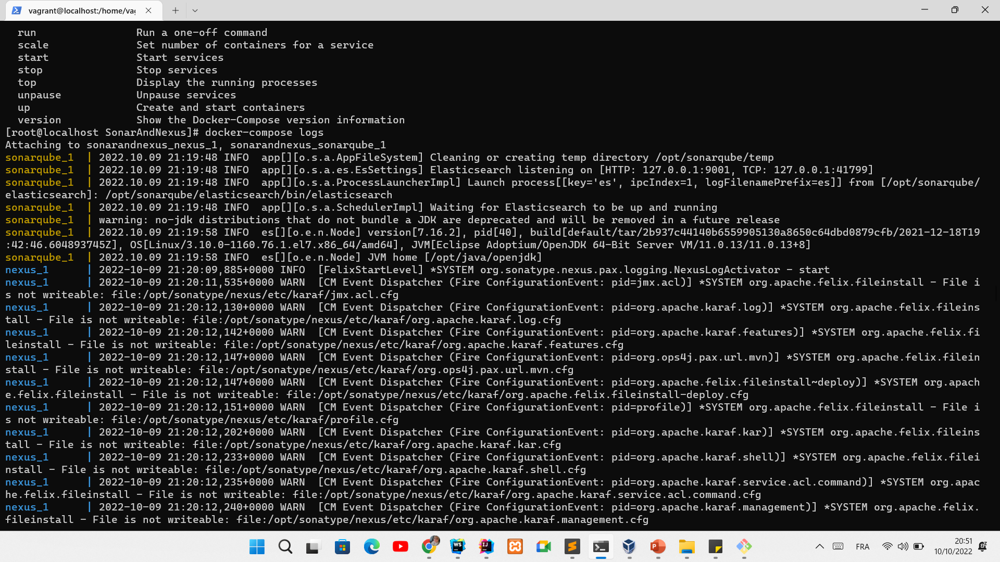 vagrant@localhost:/home/vag
run Run a one-off command
scale Set number of containers for a service
start Start services
stop Stop services
top Display the running processes
unpause Unpause services
up Create and start containers
version Show the Docker-Compose version information
[root@localhost SonarAndNexus]# docker-compose logs
Attaching to sonarandnexus_nexus_1, sonarandnexus_sonarqube_1
sonarqube_1 | 2022.10.09 21:19:48 INFO app[][o.s.a.AppFileSystem] Cleaning or creating temp directory /opt/sonarqube/temp
sonarqube_1 | 2022.10.09 21:19:48 INFO app[][o.s.a.es.EsSettings] Elasticsearch listening on [HTTP: 127.0.0.1:9001, TCP: 127.0.0.1:41799]
sonarqube_1 | 2022.10.09 21:19:48 INFO app[][o.s.a.ProcessLauncherImpl] Launch process[[key='es', ipcIndex=1, logFilenamePrefix=es]] from [/opt/sonarqube/
elasticsearch]: /opt/sonarqube/elasticsearch/bin/elasticsearch
sonarqube_1 | 2022.10.09 21:19:48 INFO app[][o.s.a.SchedulerImpl] Waiting for Elasticsearch to be up and running
sonarqube_1 | warning: no-jdk distributions that do not bundle a JDK are deprecated and will be removed in a future release
sonarqube_1 | 2022.10.09 21:19:58 INFO es[][o.e.n.Node] version[7.16.2], pid[40], build[default/tar/2b937c44140b6559905130a8650c64dbd0879cfb/2021-12-18T19
:42:46.604893745Z], OS[Linux/3.10.0-1160.76.1.el7.x86_64/amd64], JVM[Eclipse Adoptium/OpenJDK 64-Bit Server VM/11.0.13/11.0.13+8]
sonarqube_1 | 2022.10.09 21:19:58 INFO es[][o.e.n.Node] JVM home [/opt/java/openjdk]
nexus_1 | 2022-10-09 21:20:09,885+0000 INFO [FelixStartLevel] *SYSTEM org.sonatype.nexus.pax.logging.NexusLogActivator - start
nexus_1 | 2022-10-09 21:20:11,535+0000 WARN [CM Event Dispatcher (Fire ConfigurationEvent: pid=jmx.acl)] *SYSTEM org.apache.felix.fileinstall - File i
s not writeable: file:/opt/sonatype/nexus/etc/karaf/jmx.acl.cfg
nexus_1 | 2022-10-09 21:20:12,130+0000 WARN [CM Event Dispatcher (Fire ConfigurationEvent: pid=org.apache.karaf.log)] *SYSTEM org.apache.felix.fileins
tall - File is not writeable: file:/opt/sonatype/nexus/etc/karaf/org.apache.karaf.log.cfg
nexus_1 | 2022-10-09 21:20:12,142+0000 WARN [CM Event Dispatcher (Fire ConfigurationEvent: pid=org.apache.karaf.features)] *SYSTEM org.apache.felix.fi
leinstall - File is not writeable: file:/opt/sonatype/nexus/etc/karaf/org.apache.karaf.features.cfg
nexus_1 | 2022-10-09 21:20:12,147+0000 WARN [CM Event Dispatcher (Fire ConfigurationEvent: pid=org.ops4j.pax.url.mvn)] *SYSTEM org.apache.felix.filein
stall - File is not writeable: file:/opt/sonatype/nexus/etc/karaf/org.ops4j.pax.url.mvn.cfg
nexus_1 | 2022-10-09 21:20:12,147+0000 WARN [CM Event Dispatcher (Fire ConfigurationEvent: pid=org.apache.felix.fileinstall~deploy)] *SYSTEM org.apach
e.felix.fileinstall - File is not writeable: file:/opt/sonatype/nexus/etc/karaf/org.apache.felix.fileinstall-deploy.cfg
nexus_1 | 2022-10-09 21:20:12,151+0000 WARN [CM Event Dispatcher (Fire ConfigurationEvent: pid=profile)] *SYSTEM org.apache.felix.fileinstall - File i
s not writeable: file:/opt/sonatype/nexus/etc/karaf/profile.cfg
nexus_1 | 2022-10-09 21:20:12,202+0000 WARN [CM Event Dispatcher (Fire ConfigurationEvent: pid=org.apache.karaf.kar)] *SYSTEM org.apache.felix.fileins
tall - File is not writeable: file:/opt/sonatype/nexus/etc/karaf/org.apache.karaf.kar.cfg
nexus_1 | 2022-10-09 21:20:12,233+0000 WARN [CM Event Dispatcher (Fire ConfigurationEvent: pid=org.apache.karaf.shell)] *SYSTEM org.apache.felix.filei
nstall - File is not writeable: file:/opt/sonatype/nexus/etc/karaf/org.apache.karaf.shell.cfg
nexus_1 | 2022-10-09 21:20:12,235+0000 WARN [CM Event Dispatcher (Fire ConfigurationEvent: pid=org.apache.karaf.service.acl.command)] *SYSTEM org.apac
he.felix.fileinstall - File is not writeable: file:/opt/sonatype/nexus/etc/karaf/org.apache.karaf.service.acl.command.cfg
nexus_1 | 2022-10-09 21:20:12,240+0000 WARN [CM Event Dispatcher (Fire ConfigurationEvent: pid=org.apache.karaf.management)] *SYSTEM org.apache.felix.
fileinstall - File is not writeable: file:/opt/sonatype/nexus/etc/karaf/org.apache.karaf.management.cfg
WS
IJ
P
FRA
20:51
10/10/2022